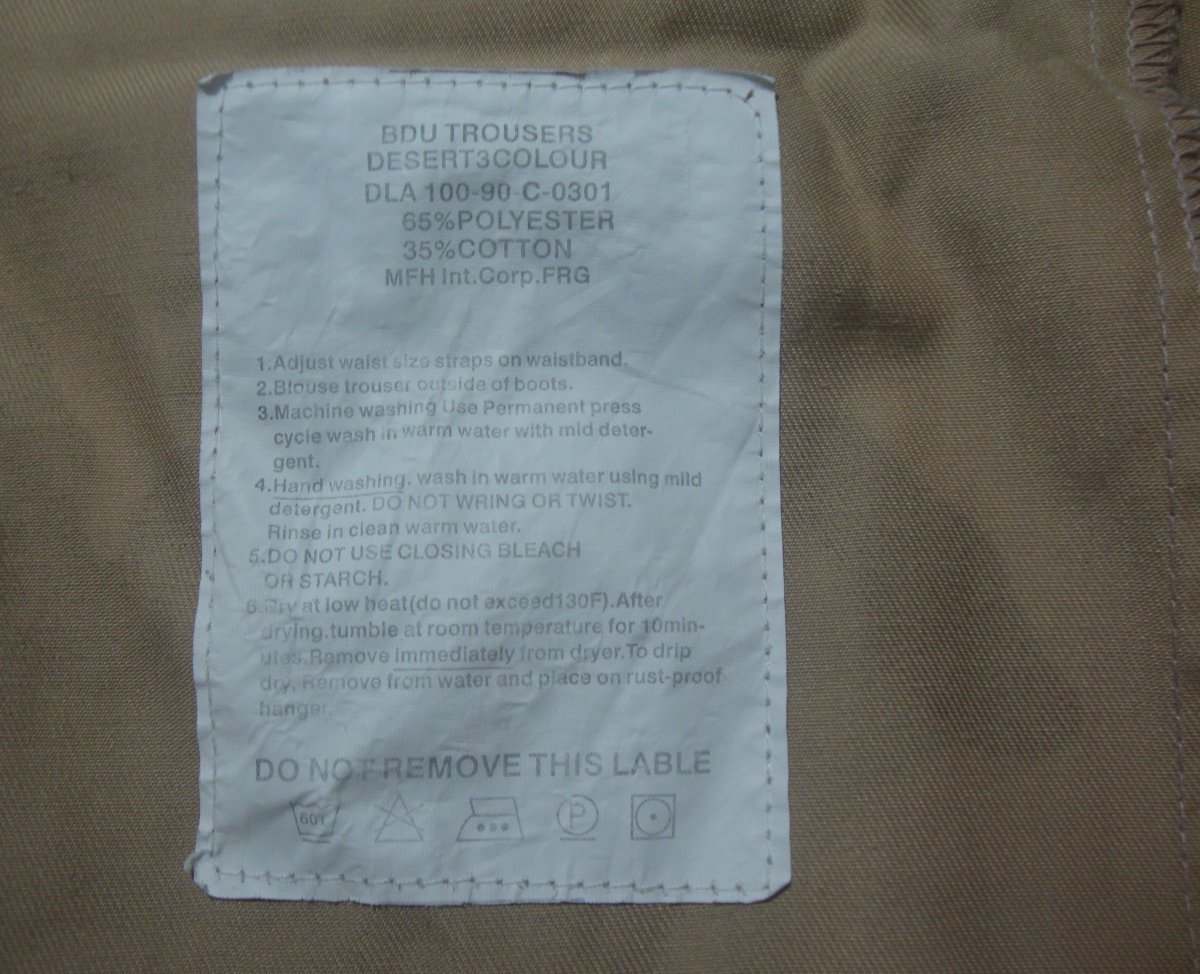 BDU TROUSERS
DESERT3COLOUR
DLA 100-90-C-0301
65%POLYESTER
35%COTTON
MFH Int.Corp.FRG
1.Adjust waist size straps on waistband.
2.Blouse trouser outside of boots.
3.Machine washing Use Permanent press
cycle wash in warm water with mid deter-
gent.
4.Hand washing. wash in warm water using mild
detergent. DO NOT WRING OR TWIST.
Rinse in clean warm water.
5.DO NOT USE CLOSING BLEACH
OR STARCH.
6.Dry at low heat(do not exceed130F).After
drying.tumble at room temperature for 10min-
utes.Remove immediately from dryer.To drip
dry, Remove from water and place on rust-proof
hanger.
DO NOT REMOVE THIS LABLE
P